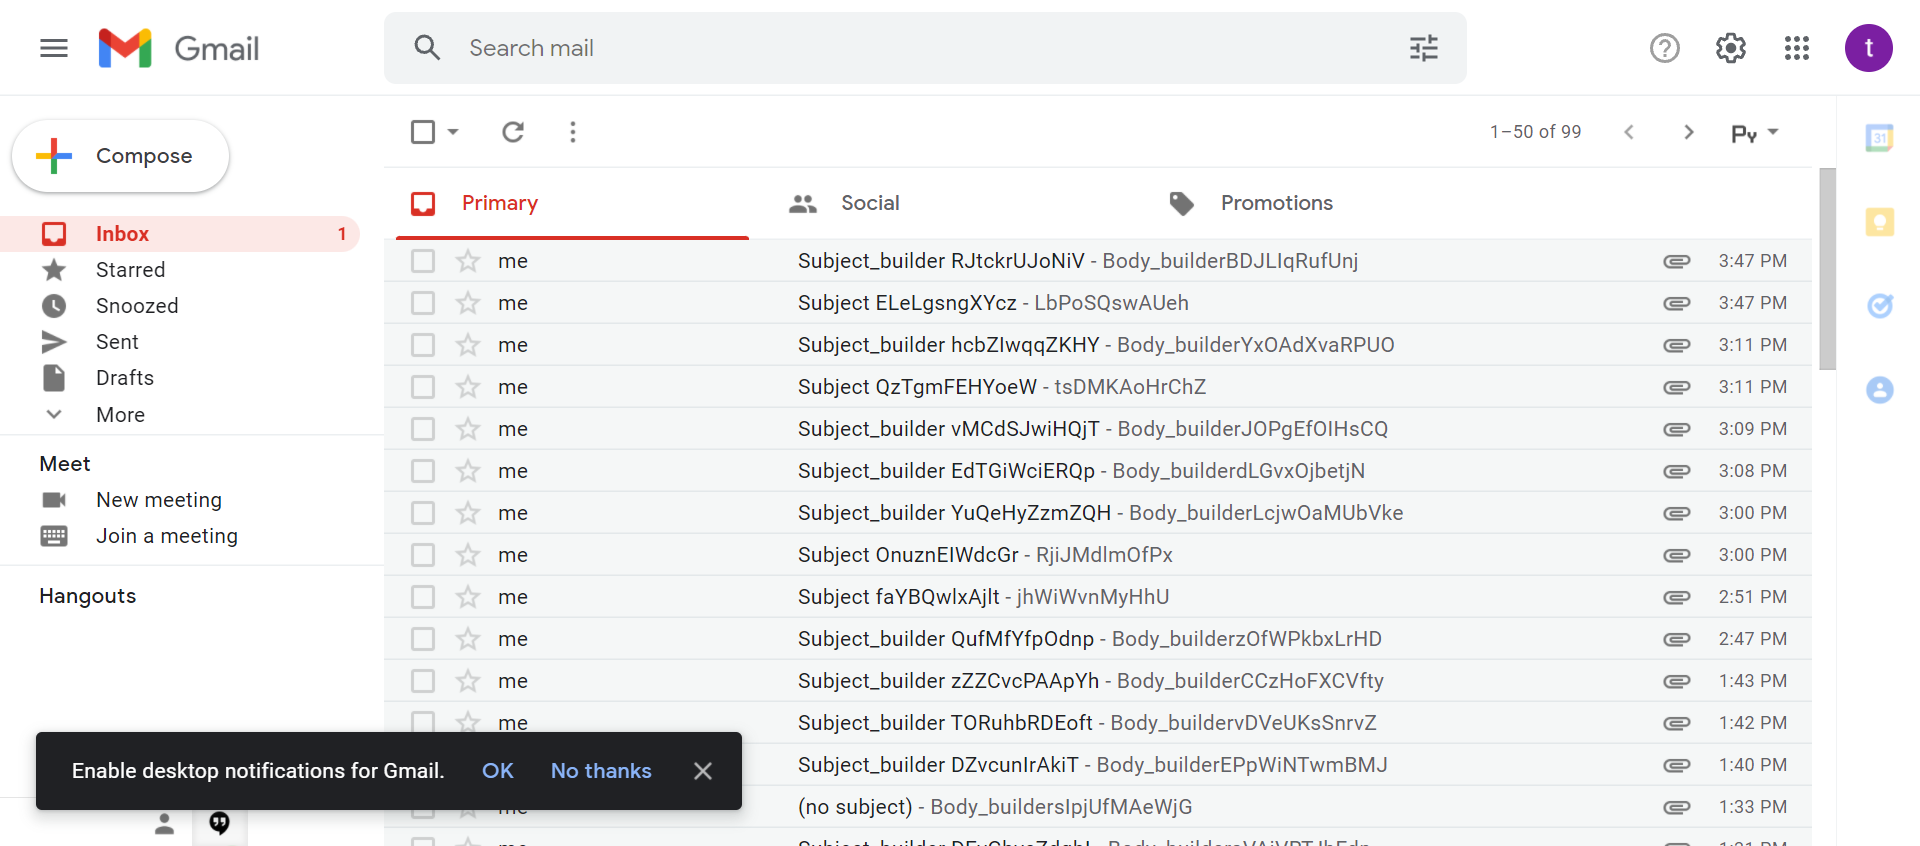 Gmail
Search mail
t
Compose
1–50 of 99
Py
31
Primary
Social
Promotions
Inbox 1
Starred
Snoozed
Sent
Drafts
More
Meet
New meeting
Join a meeting
Hangouts
me Subject_builder RJtckrUJoNiV - Body_builderBDJLIqRufUnj 3:47 PM
me Subject ELeLgsngXYcz - LbPoSQswAUeh 3:47 PM
me Subject_builder hcbZIwqqZKHY - Body_builderYxOAdXvaRPUO 3:11 PM
me Subject QzTgmFEHYoeW - tsDMKAoHrChZ 3:11 PM
me Subject_builder vMCdSJwiHQjT - Body_builderJOPgEfOIHsCQ 3:09 PM
me Subject_builder EdTGiWciERQp - Body_builderdLGvxOjbetjN 3:08 PM
me Subject_builder YuQeHyZzmZQH - Body_builderLcjwOaMUbVke 3:00 PM
me Subject OnuznEIWdcGr - RjiJMdlmOfPx 3:00 PM
me Subject faYBQwlxAjlt - jhWiWvnMyHhU 2:51 PM
me Subject_builder QufMfYfpOdnp - Body_builderzOfWPkbxLrHD 2:47 PM
me Subject_builder zZZCvcPAApYh - Body_builderCCzHoFXCVfty 1:43 PM
me Subject_builder TORuhbRDEoft - Body_buildervDVeUKsSnrvZ 1:42 PM
Subject_builder DZvcunIrAkiT - Body_builderEPpWiNTwmBMJ 1:40 PM
(no subject) - Body_buildersIpjUfMAeWjG 1:33 PM
Enable desktop notifications for Gmail. OK No thanks